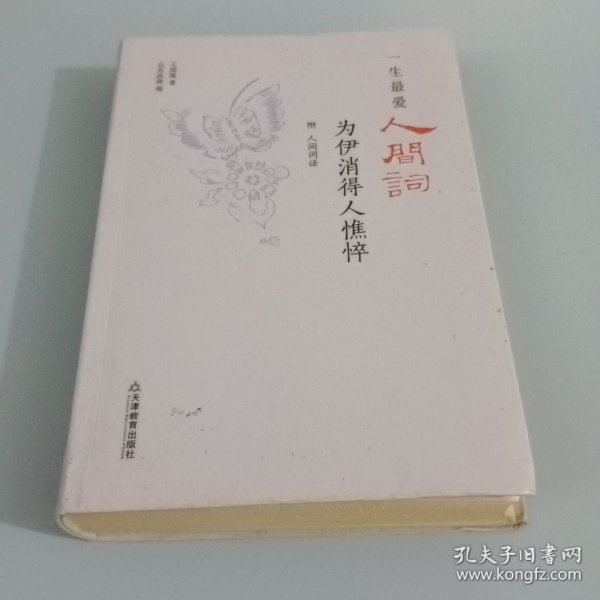 一生最爱
人間詞
为伊消得人憔悴
附 人间词话
王国维 著
天津教育出版社
孔夫子旧书网
www.kongfz.com